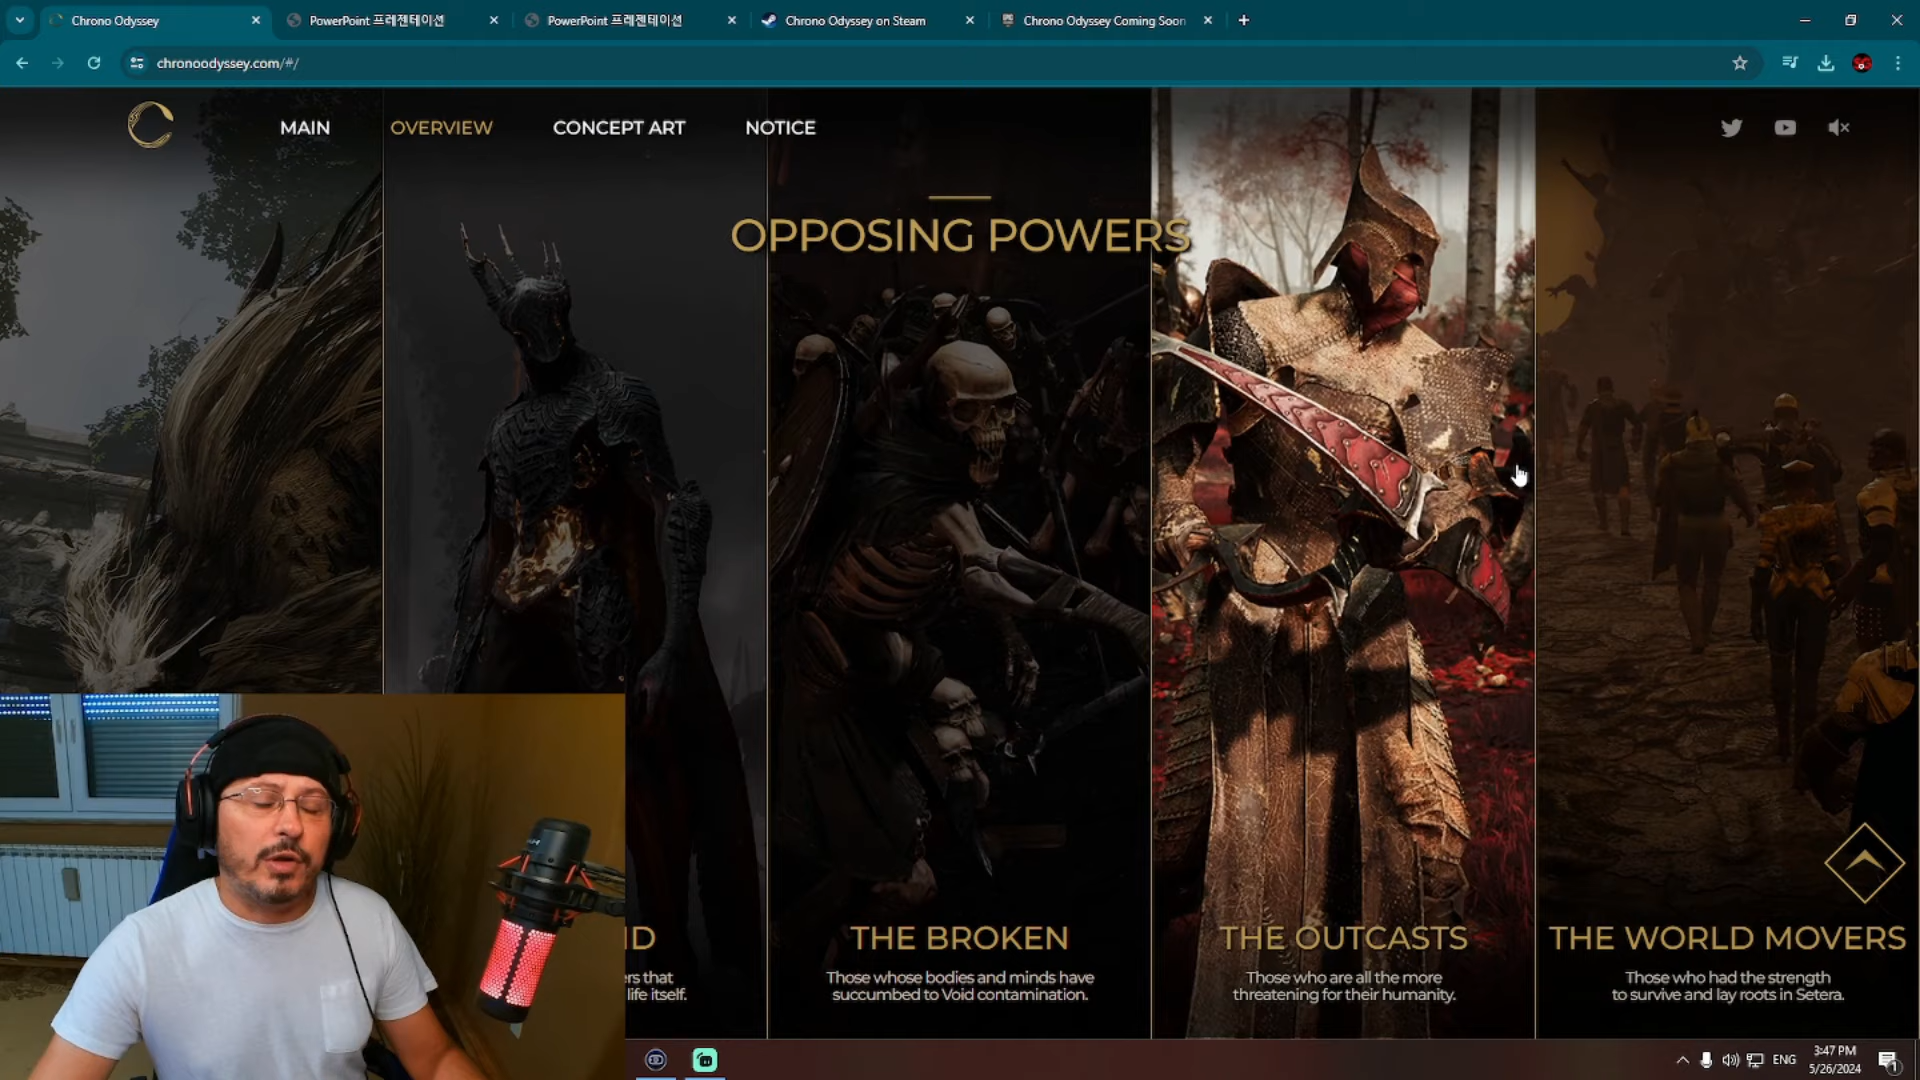 Chrono Odyssey
PowerPoint 프레젠테이션
PowerPoint 프레젠테이션
Chrono Odyssey on Steam
Chrono Odyssey Coming Soon
chronoodyssey.com/#/
MAIN
OVERVIEW
CONCEPT ART
NOTICE
OPPOSING POWERS
ID
ers that
life itself.
THE BROKEN
Those whose bodies and minds have
succumbed to Void contamination.
THE OUTCASTS
Those who are all the more
threatening for their humanity.
THE WORLD MOVERS
Those who had the strength
to survive and lay roots in Setera.
ENG
3:47 PM
5/26/2024
1